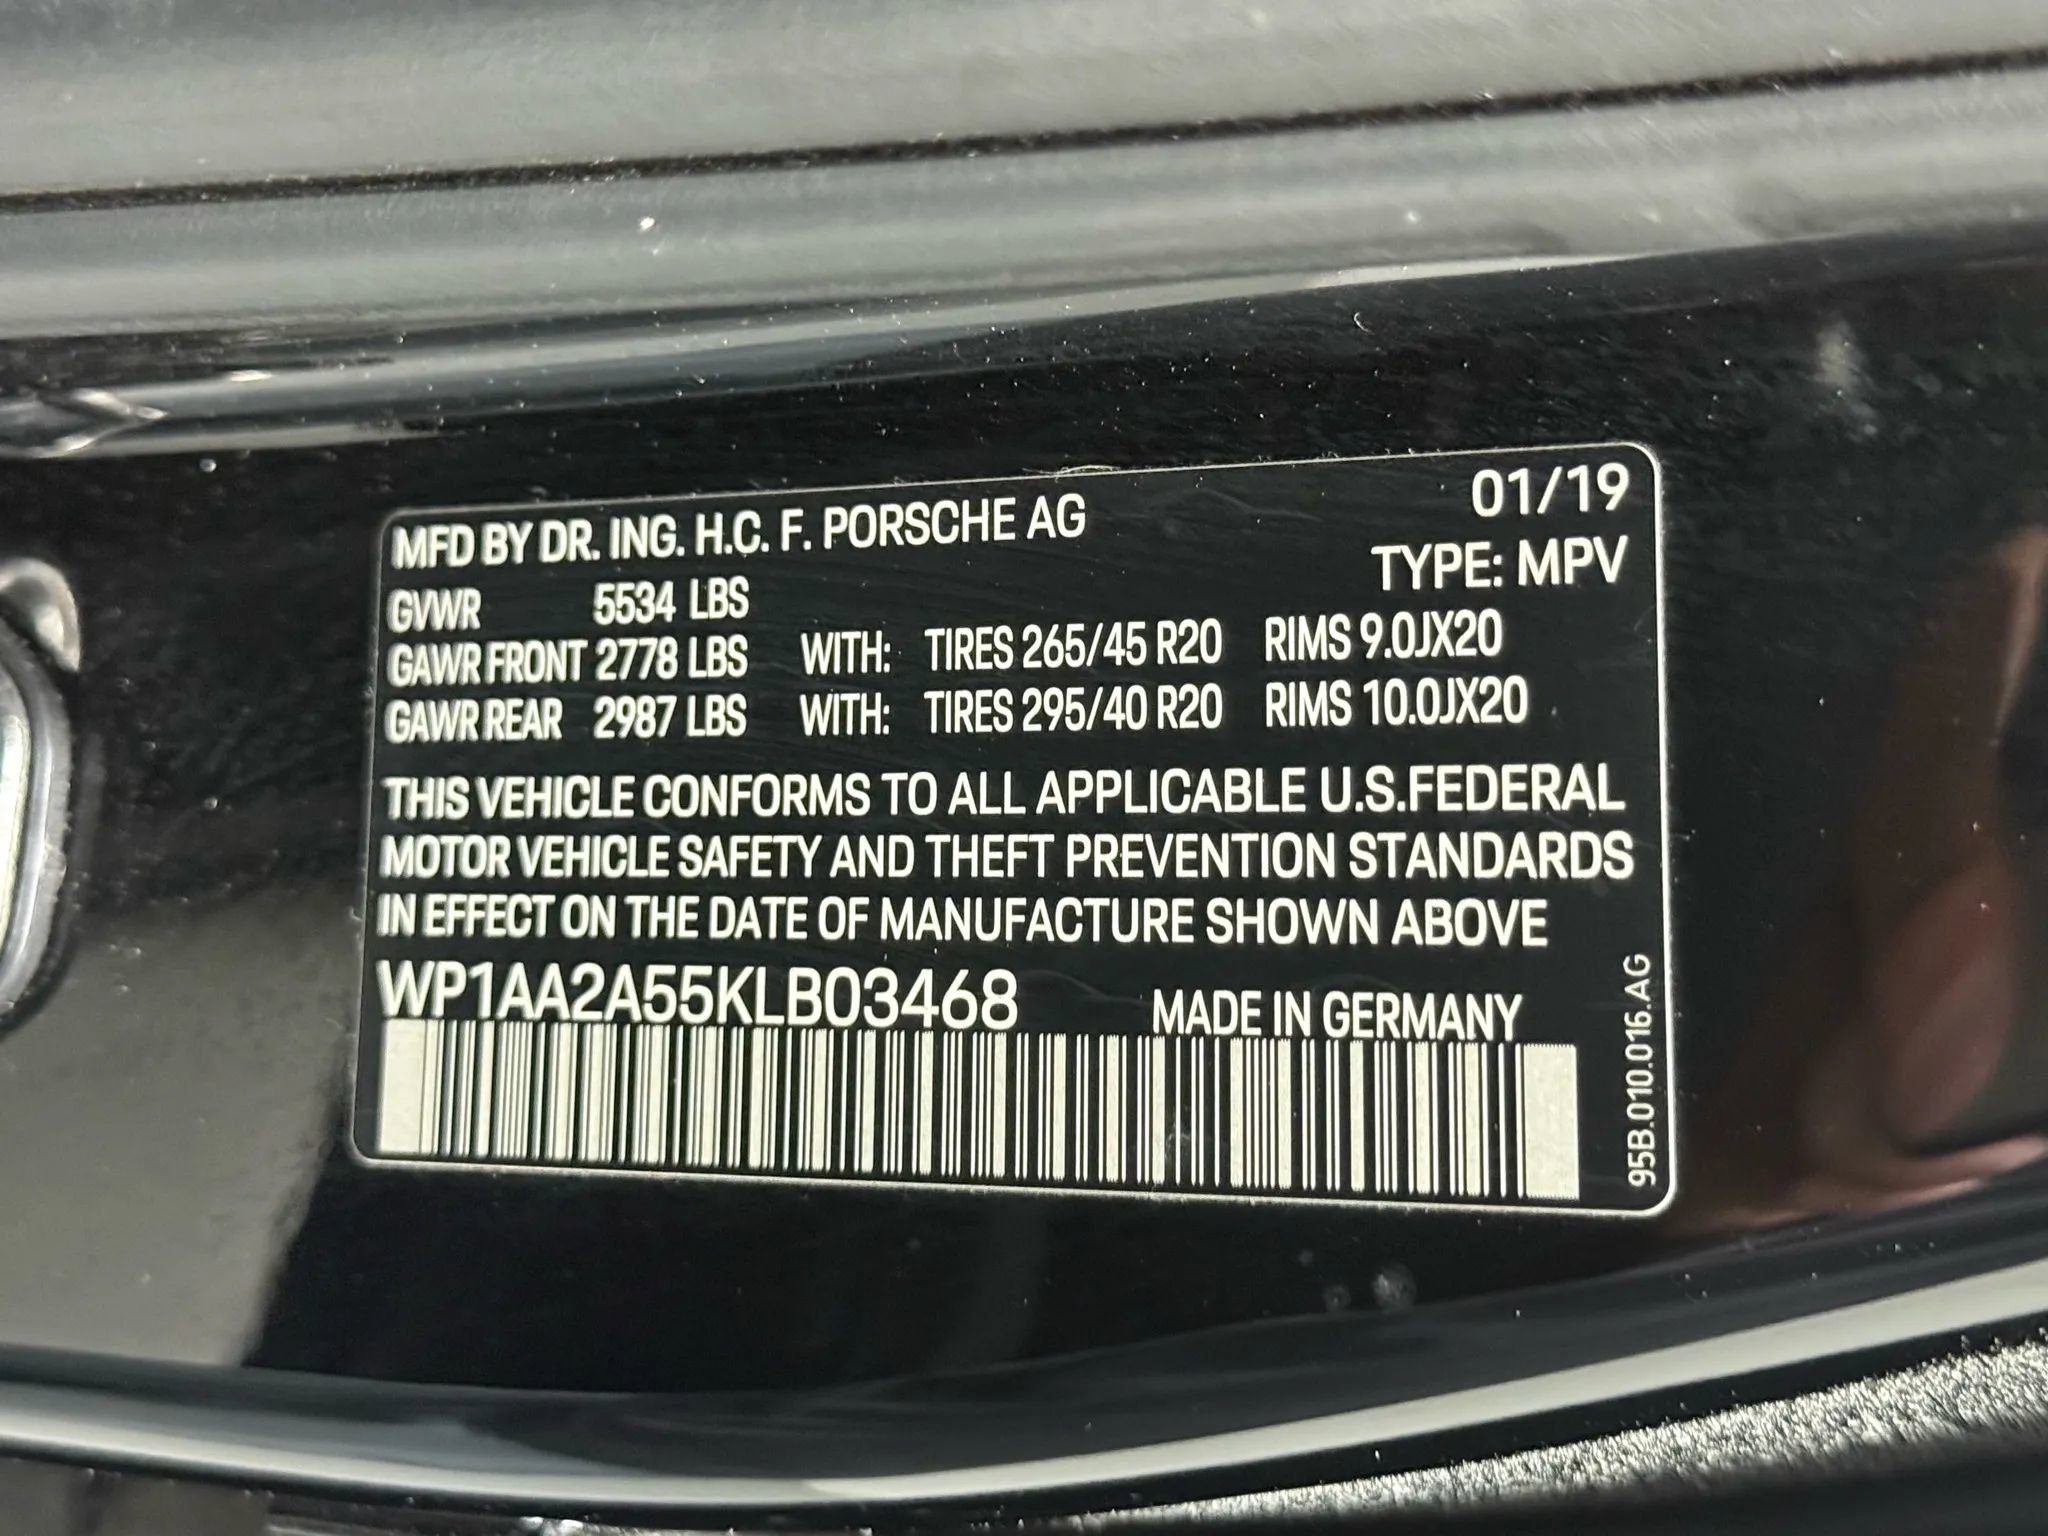 MFD BY DR. ING. H.C. F. PORSCHE AG 01/19
TYPE: MPV
GVWR 5534 LBS
GAWR FRONT 2778 LBS WITH: TIRES 265/45 R20 RIMS 9.0JX20
GAWR REAR 2987 LBS WITH: TIRES 295/40 R20 RIMS 10.0JX20
THIS VEHICLE CONFORMS TO ALL APPLICABLE U.S.FEDERAL
MOTOR VEHICLE SAFETY AND THEFT PREVENTION STANDARDS
IN EFFECT ON THE DATE OF MANUFACTURE SHOWN ABOVE
WP1AA2A55KLB03468 MADE IN GERMANY
95B.010.016.AG